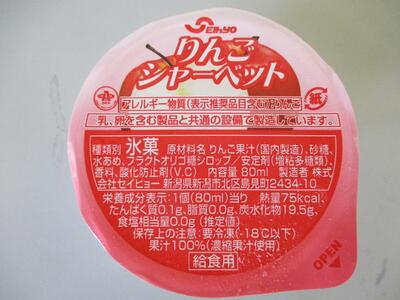 SEIHYO
りんご
シャーベット
アレルギー物質(表示推奨品目含む):りんご
紙
乳、卵を含む製品と共通の設備で製造しています。
種類別 氷菓 原材料名 りんご果汁(国内製造)、砂糖、
水あめ、フラクトオリゴ糖シロップ/安定剤(増粘多糖類)、
香料、酸化防止剤(V.C) 内容量 80ml 製造者 株式
会社セイヒョー 新潟県新潟市北区島見町2434-10
栄養成分表示:1個(80ml)当り 熱量75kcal、
たんぱく質0.1g、脂質0.0g、炭水化物19.5g、
食塩相当量0.0g (推定値)
保存上の注意:要冷凍(-18℃以下)
果汁100%(濃縮果汁使用)
給食用
OPEN